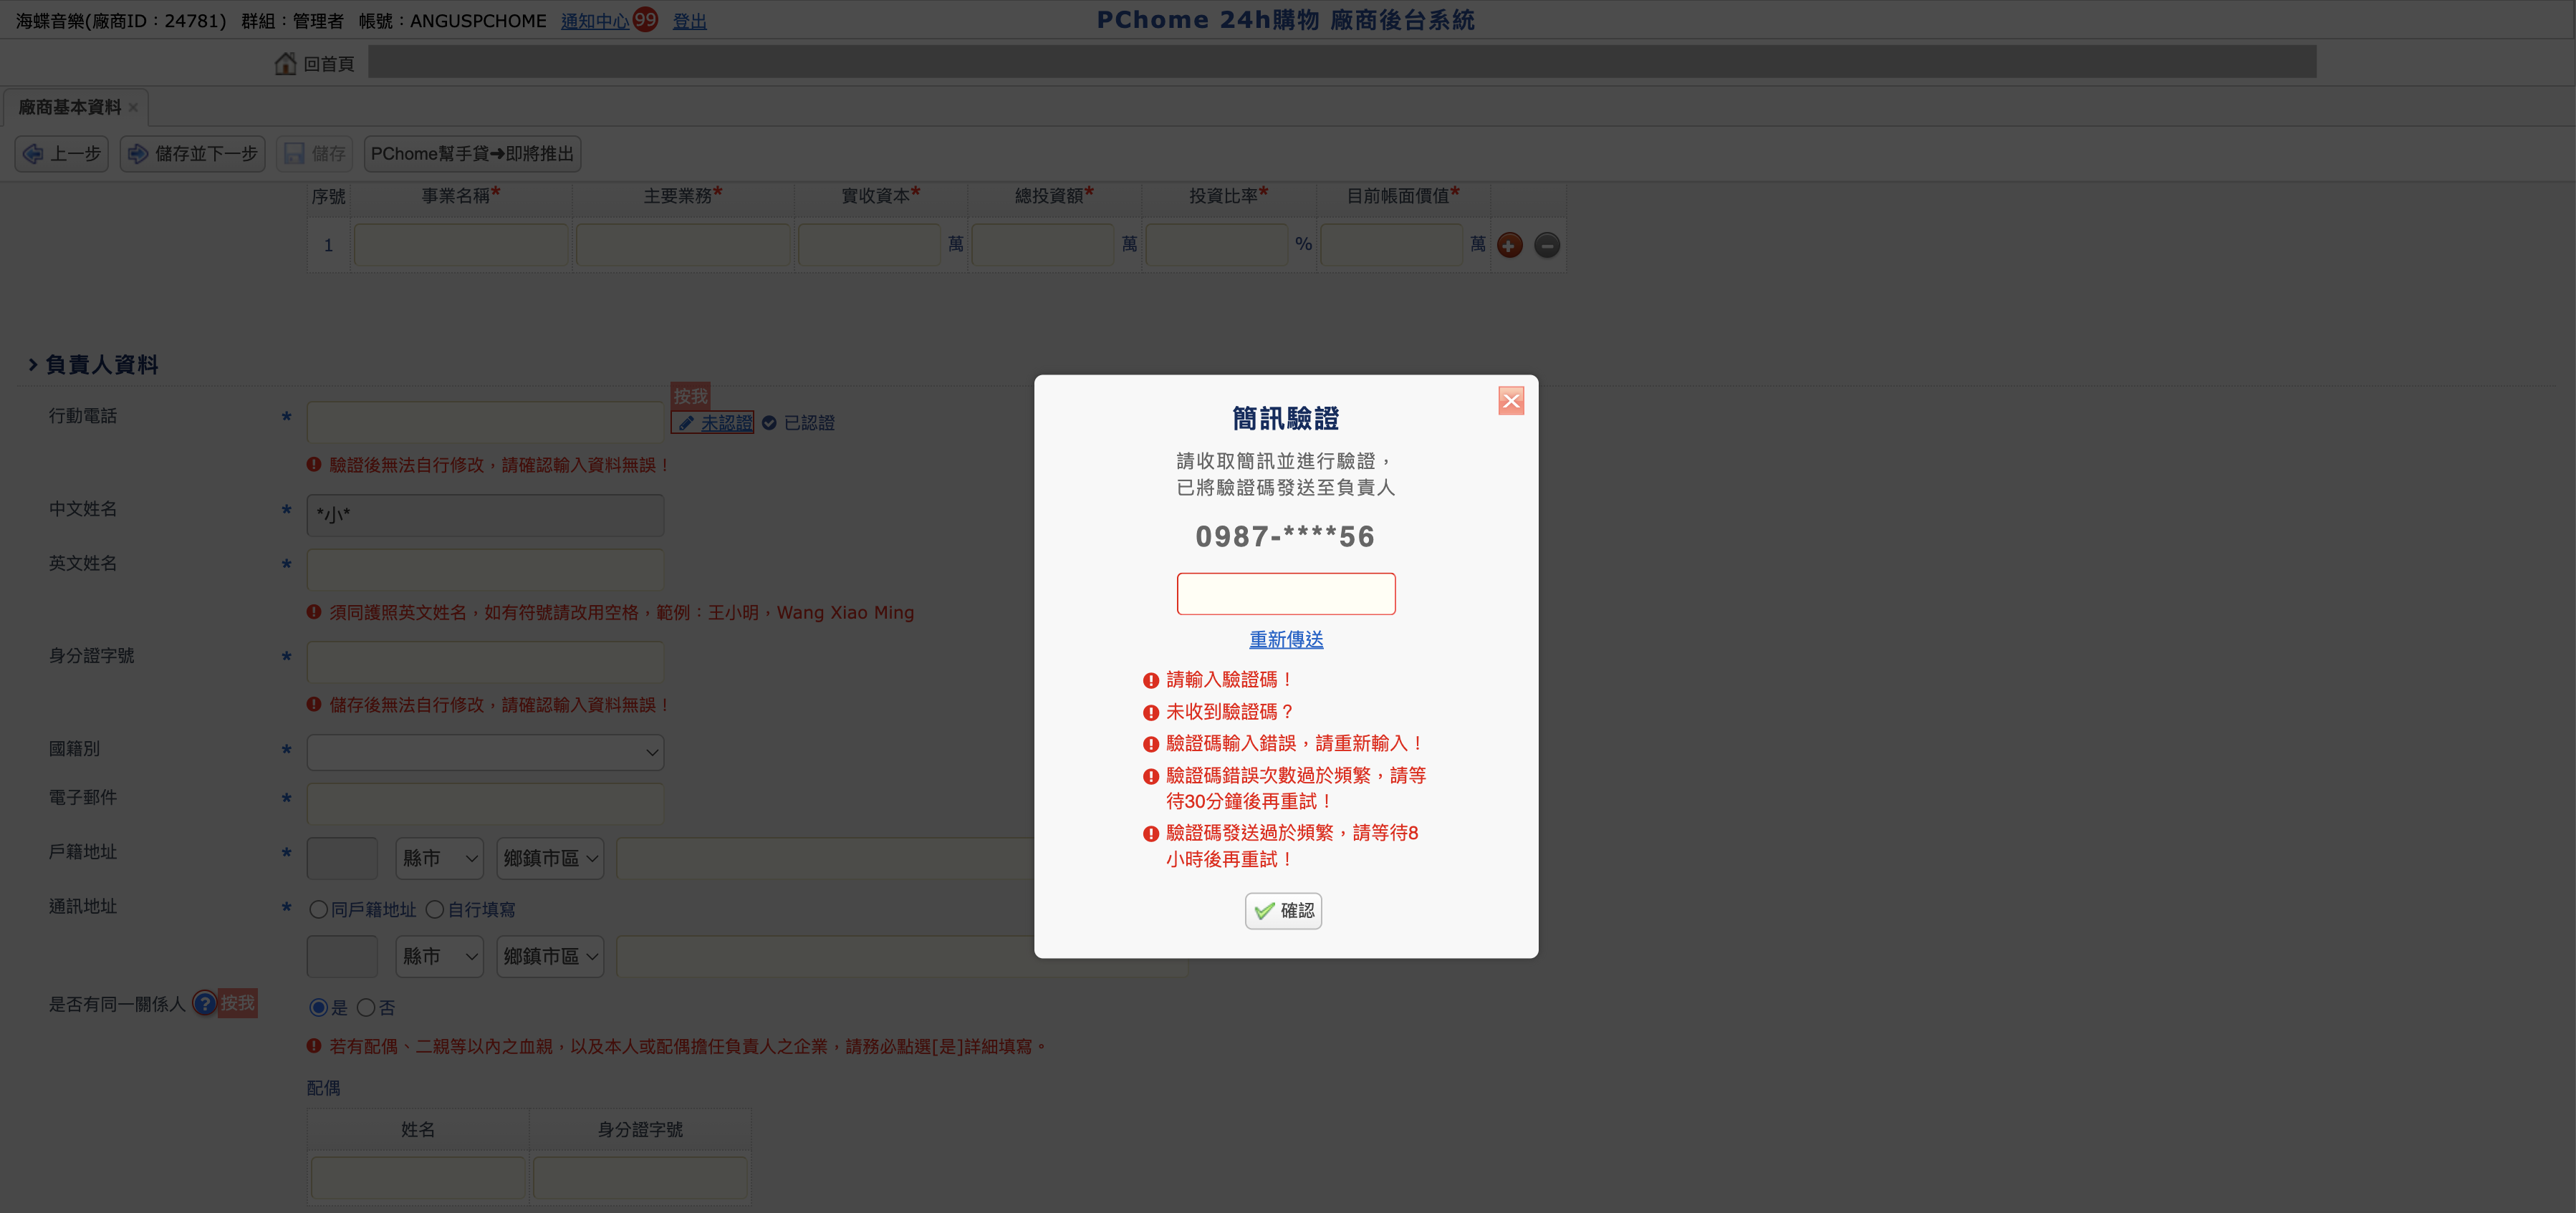 海蝶音樂(廠商ID：24781) 群組：管理者 帳號：ANGUSPCHOME 通知中心 99 登出
PChome 24h購物 廠商後台系統
回首頁
廠商基本資料 ×
上一步 儲存並下一步 儲存 PChome幫手貸➜即將推出
序號 事業名稱* 主要業務* 實收資本* 總投資額* 投資比率* 目前帳面價值*
1 萬 萬 % 萬
負責人資料
按我
行動電話 * 未認證 已認證
驗證後無法自行修改，請確認輸入資料無誤！
中文姓名 * *小*
英文姓名 *
須同護照英文姓名，如有符號請改用空格，範例：王小明，Wang Xiao Ming
身分證字號 *
儲存後無法自行修改，請確認輸入資料無誤！
國籍別 *
電子郵件 *
戶籍地址 * 縣市 鄉鎮市區
通訊地址 * 同戶籍地址 自行填寫
縣市 鄉鎮市區
是否有同一關係人 ? 按我 是 否
若有配偶、二親等以內之血親，以及本人或配偶擔任負責人之企業，請務必點選[是]詳細填寫。
配偶
姓名 身分證字號
簡訊驗證
請收取簡訊並進行驗證，
已將驗證碼發送至負責人
0987-****56
重新傳送
請輸入驗證碼！
未收到驗證碼？
驗證碼輸入錯誤，請重新輸入！
驗證碼錯誤次數過於頻繁，請等
待30分鐘後再重試！
驗證碼發送過於頻繁，請等待8
小時後再重試！
確認